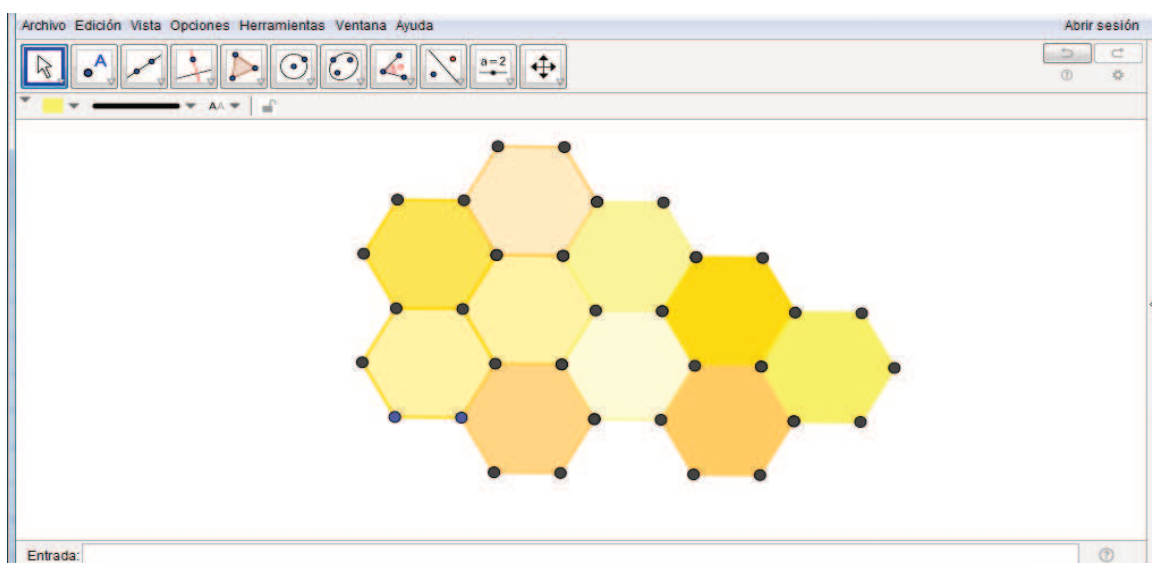 Archivo Edición Vista Opciones Herramientas Ventana Ayuda Abrir sesión
A
a=2
AA
Entrada: